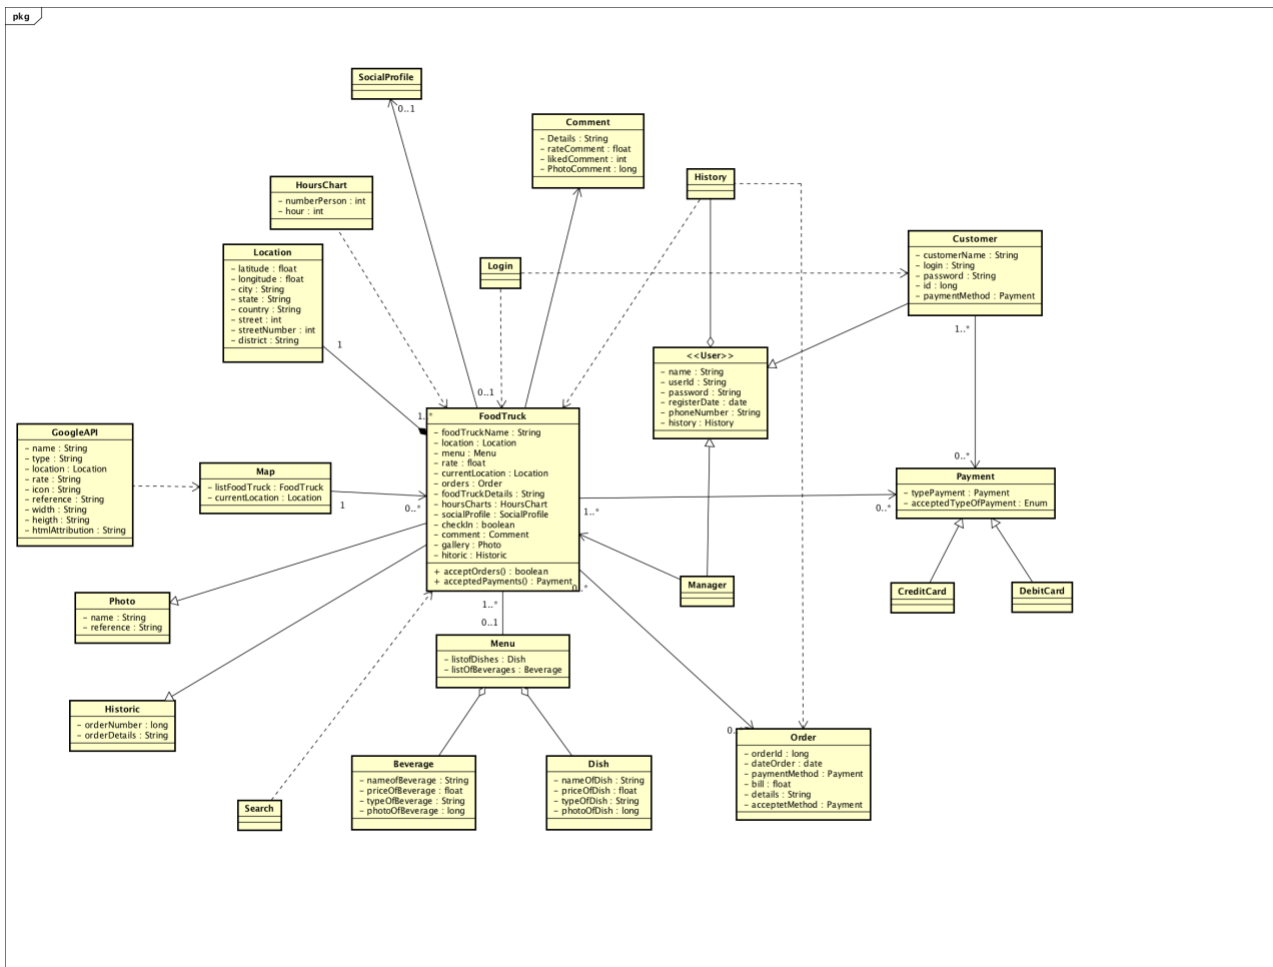 pkg
SocialProfile
0..1
Comment
- Details : String
- rateComment : float
- likedComment : int
- PhotoComment : long
HoursChart
- numberPerson : int
- hour : int
History
Location
- latitude : float
- longitude : float
- city : String
- state : String
- country : String
- street : int
- streetNumber : int
- district : String
1
Login
Customer
- customerName : String
- login : String
- password : String
- id : long
- paymentMethod : Payment
1..*
<<User>>
- name : String
- userId : String
- password : String
- registerDate : date
- phoneNumber : String
- history : History
0..1
1..*
FoodTruck
- foodTruckName : String
- location : Location
- menu : Menu
- rate : float
- currentLocation : Location
- orders : Order
- foodTruckDetails : String
- hoursCharts : HoursChart
- socialProfile : SocialProfile
- checkIn : boolean
- comment : Comment
- gallery : Photo
- hitoric : Historic
+ acceptOrders() : boolean
+ acceptedPayments() : Payment
0..*
GoogleAPI
- name : String
- type : String
- location : Location
- rate : String
- icon : String
- reference : String
- width : String
- heigth : String
- htmlAttribution : String
Map
- listFoodTruck : FoodTruck
- currentLocation : Location
1
0..*
0..*
Payment
- typePayment : Payment
- acceptedTypeOfPayment : Enum
1..*
0..*
Manager
CreditCard
DebitCard
Photo
- name : String
- reference : String
1..*
0..1
Menu
- listofDishes : Dish
- listOfBeverages : Beverage
Historic
- orderNumber : long
- orderDetails : String
0..
Order
- orderId : long
- dateOrder : date
- paymentMethod : Payment
- bill : float
- details : String
- acceptetMethod : Payment
Beverage
- nameofBeverage : String
- priceOfBeverage : float
- typeOfBeverage : String
- photoOfBeverage : long
Dish
- nameOfDish : String
- priceOfDish : float
- typeOfDish : String
- photoOfDish : long
Search